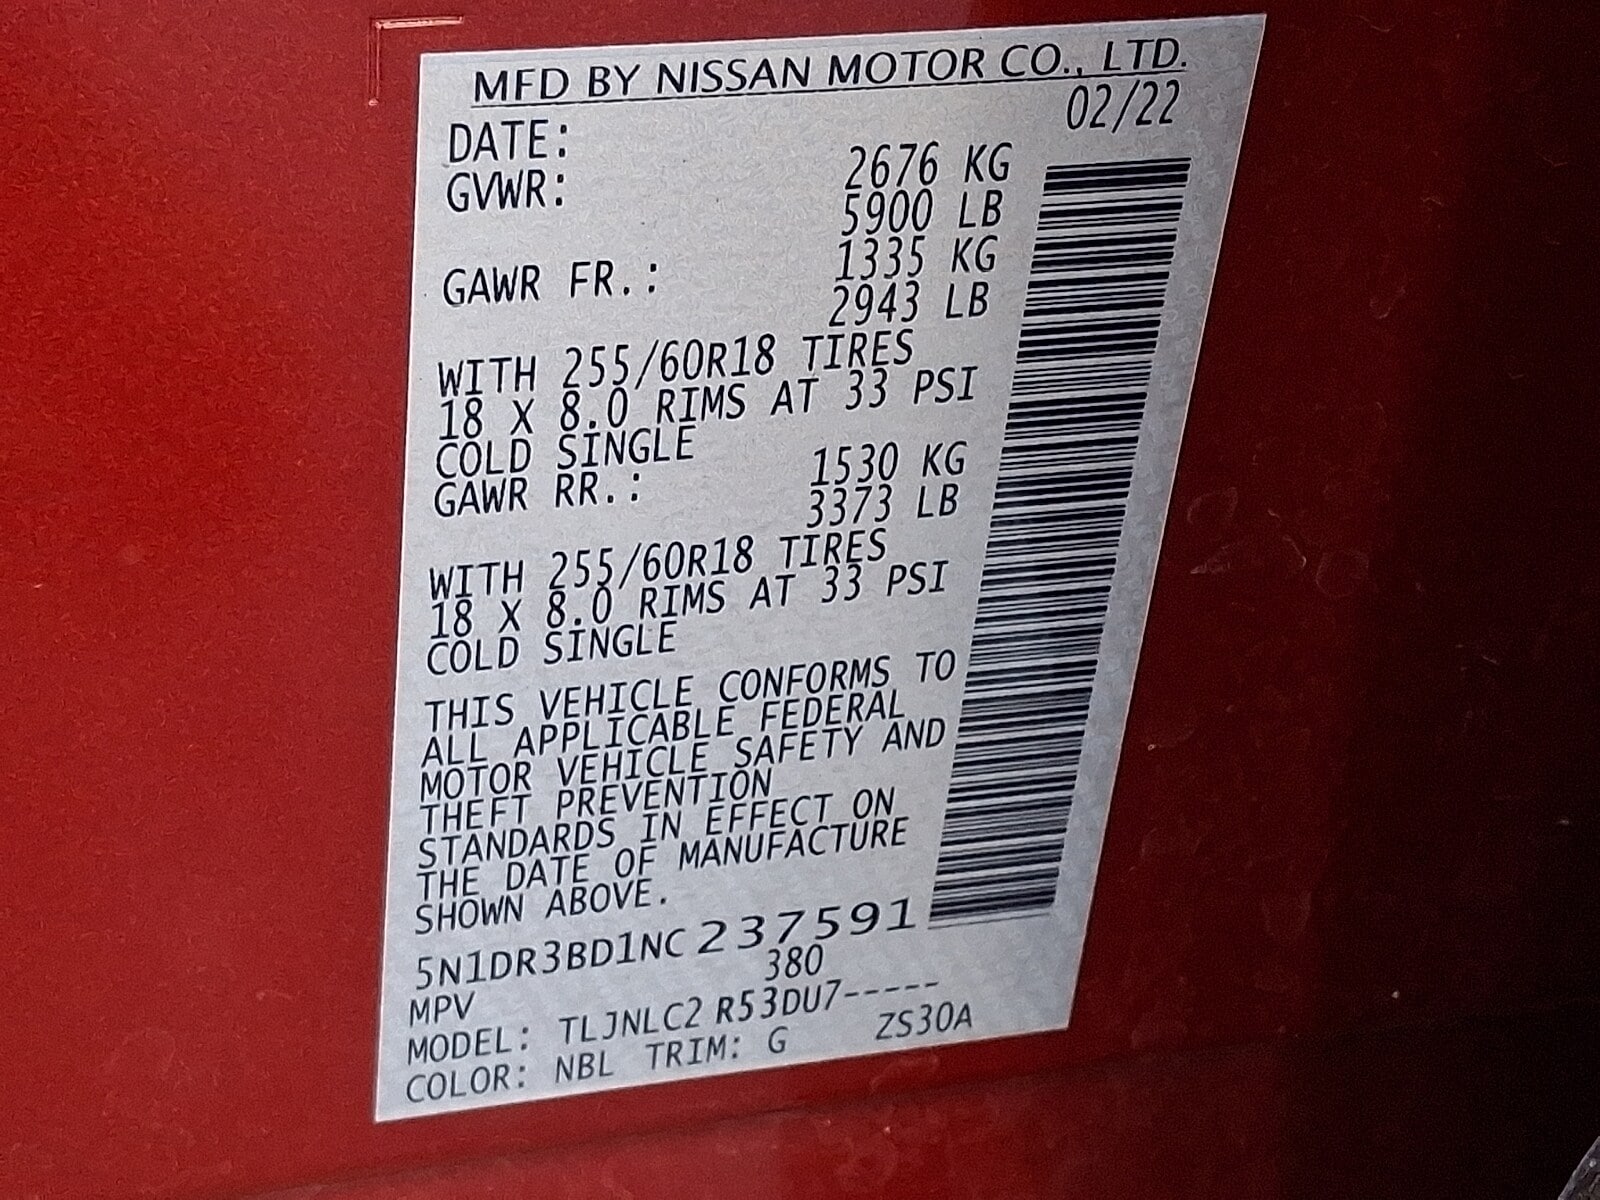 MFD BY NISSAN MOTOR CO., LTD.
DATE: 02/22
GVWR: 2676 KG
5900 LB
GAWR FR.: 1335 KG
2943 LB
WITH 255/60R18 TIRES
18 X 8.0 RIMS AT 33 PSI
COLD SINGLE
GAWR RR.: 1530 KG
3373 LB
WITH 255/60R18 TIRES
18 X 8.0 RIMS AT 33 PSI
COLD SINGLE
THIS VEHICLE CONFORMS TO
ALL APPLICABLE FEDERAL
MOTOR VEHICLE SAFETY AND
THEFT PREVENTION
STANDARDS IN EFFECT ON
THE DATE OF MANUFACTURE
SHOWN ABOVE.
5N1DR3BD1NC237591
MPV 380
MODEL: TLJNLC2 R53DU7-----
COLOR: NBL TRIM: G ZS30A